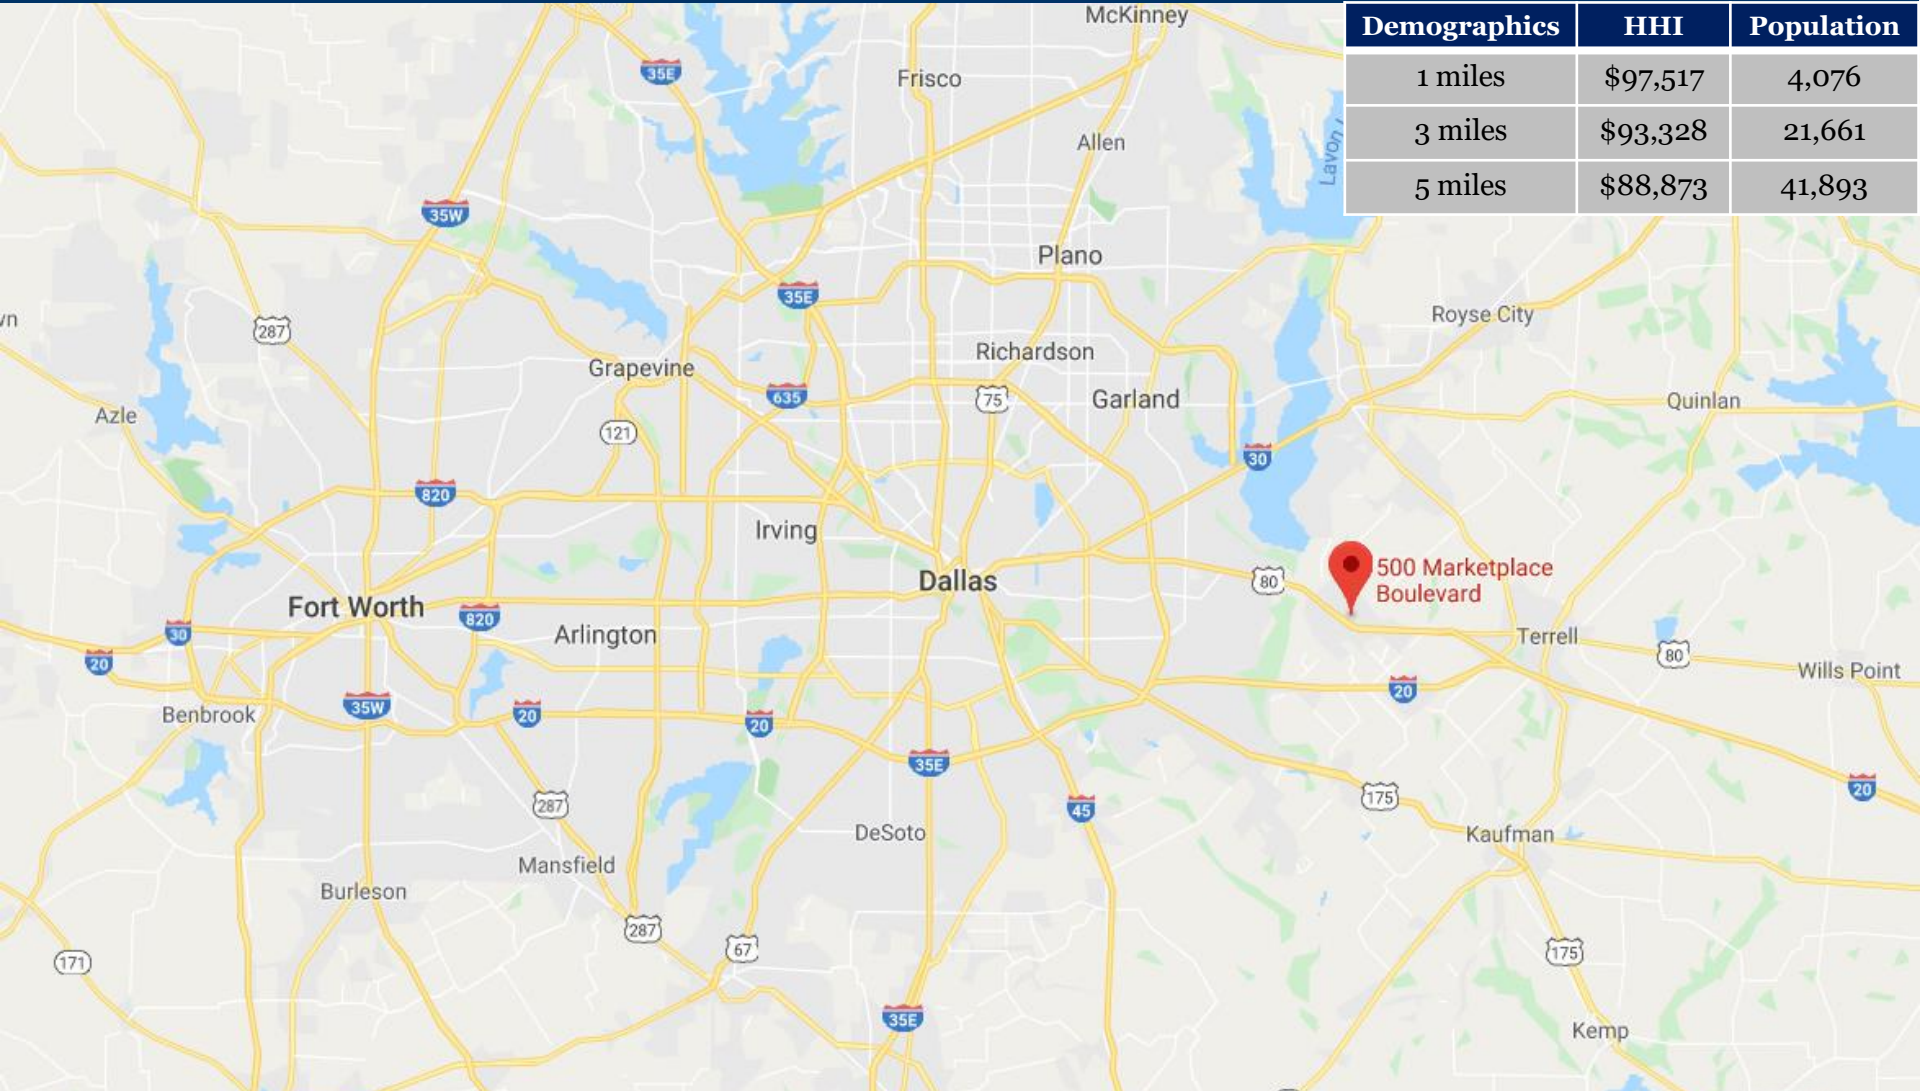 McKinney
Demographics HHI Population
1 miles $97,517 4,076
3 miles $93,328 21,661
5 miles $88,873 41,893
35E
Frisco
Allen
Lavon
35W
Plano
35E
287
Royse City
Richardson
Grapevine
635
75
Garland
Quinlan
Azle
121
30
820
Irving
500 Marketplace
Boulevard
Dallas
80
Fort Worth
820
30
Arlington
Terrell
80
20
Wills Point
20
35W
Benbrook
20
20
35E
20
175
287
45
DeSoto
Kaufman
Mansfield
Burleson
287
67
175
171
35E
Kemp